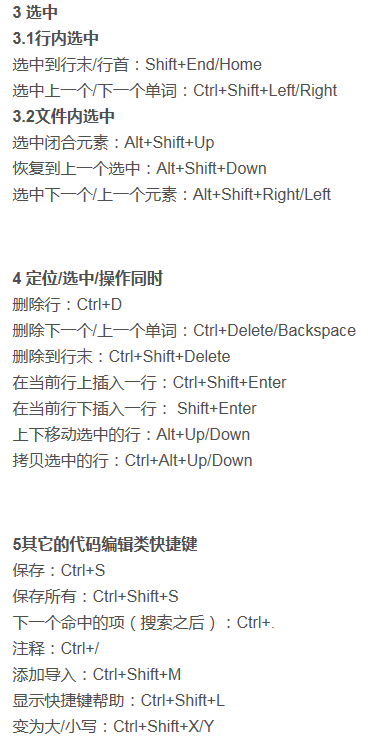 3 选中
3.1行内选中
选中到行末/行首：Shift+End/Home
选中上一个/下一个单词：Ctrl+Shift+Left/Right
3.2文件内选中
选中闭合元素：Alt+Shift+Up
恢复到上一个选中：Alt+Shift+Down
选中下一个/上一个元素：Alt+Shift+Right/Left
4 定位/选中/操作同时
删除行：Ctrl+D
删除下一个/上一个单词：Ctrl+Delete/Backspace
删除到行末：Ctrl+Shift+Delete
在当前行上插入一行：Ctrl+Shift+Enter
在当前行下插入一行： Shift+Enter
上下移动选中的行：Alt+Up/Down
拷贝选中的行：Ctrl+Alt+Up/Down
5其它的代码编辑类快捷键
保存：Ctrl+S
保存所有：Ctrl+Shift+S
下一个命中的项（搜索之后）：Ctrl+.
注释：Ctrl+/
添加导入：Ctrl+Shift+M
显示快捷键帮助：Ctrl+Shift+L
变为大/小写：Ctrl+Shift+X/Y